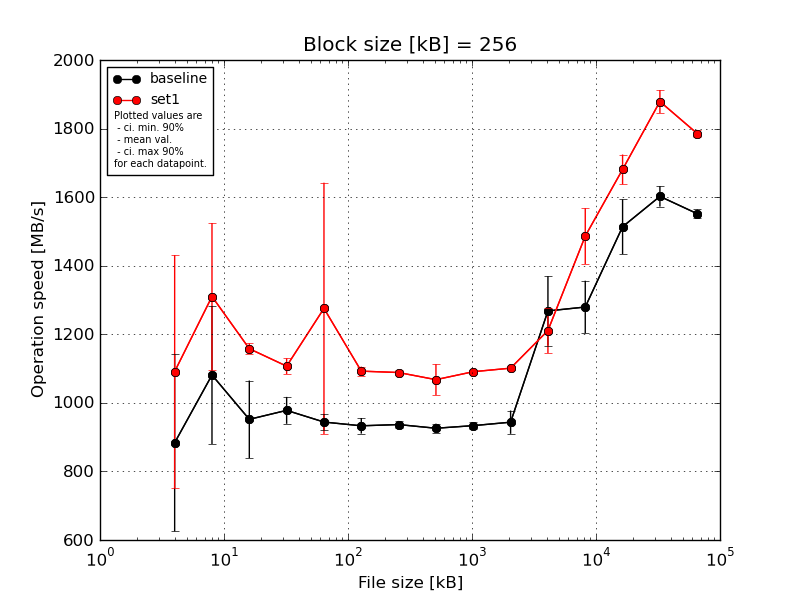 Block size [kB] = 256
2000
1800
1600
1400
1200
1000
800
600
Operation speed [MB/s]
baseline
set1
Plotted values are
- ci. min. 90%
- mean val.
- ci. max 90%
for each datapoint.
10^0 10^1 10^2 10^3 10^4 10^5
File size [kB]